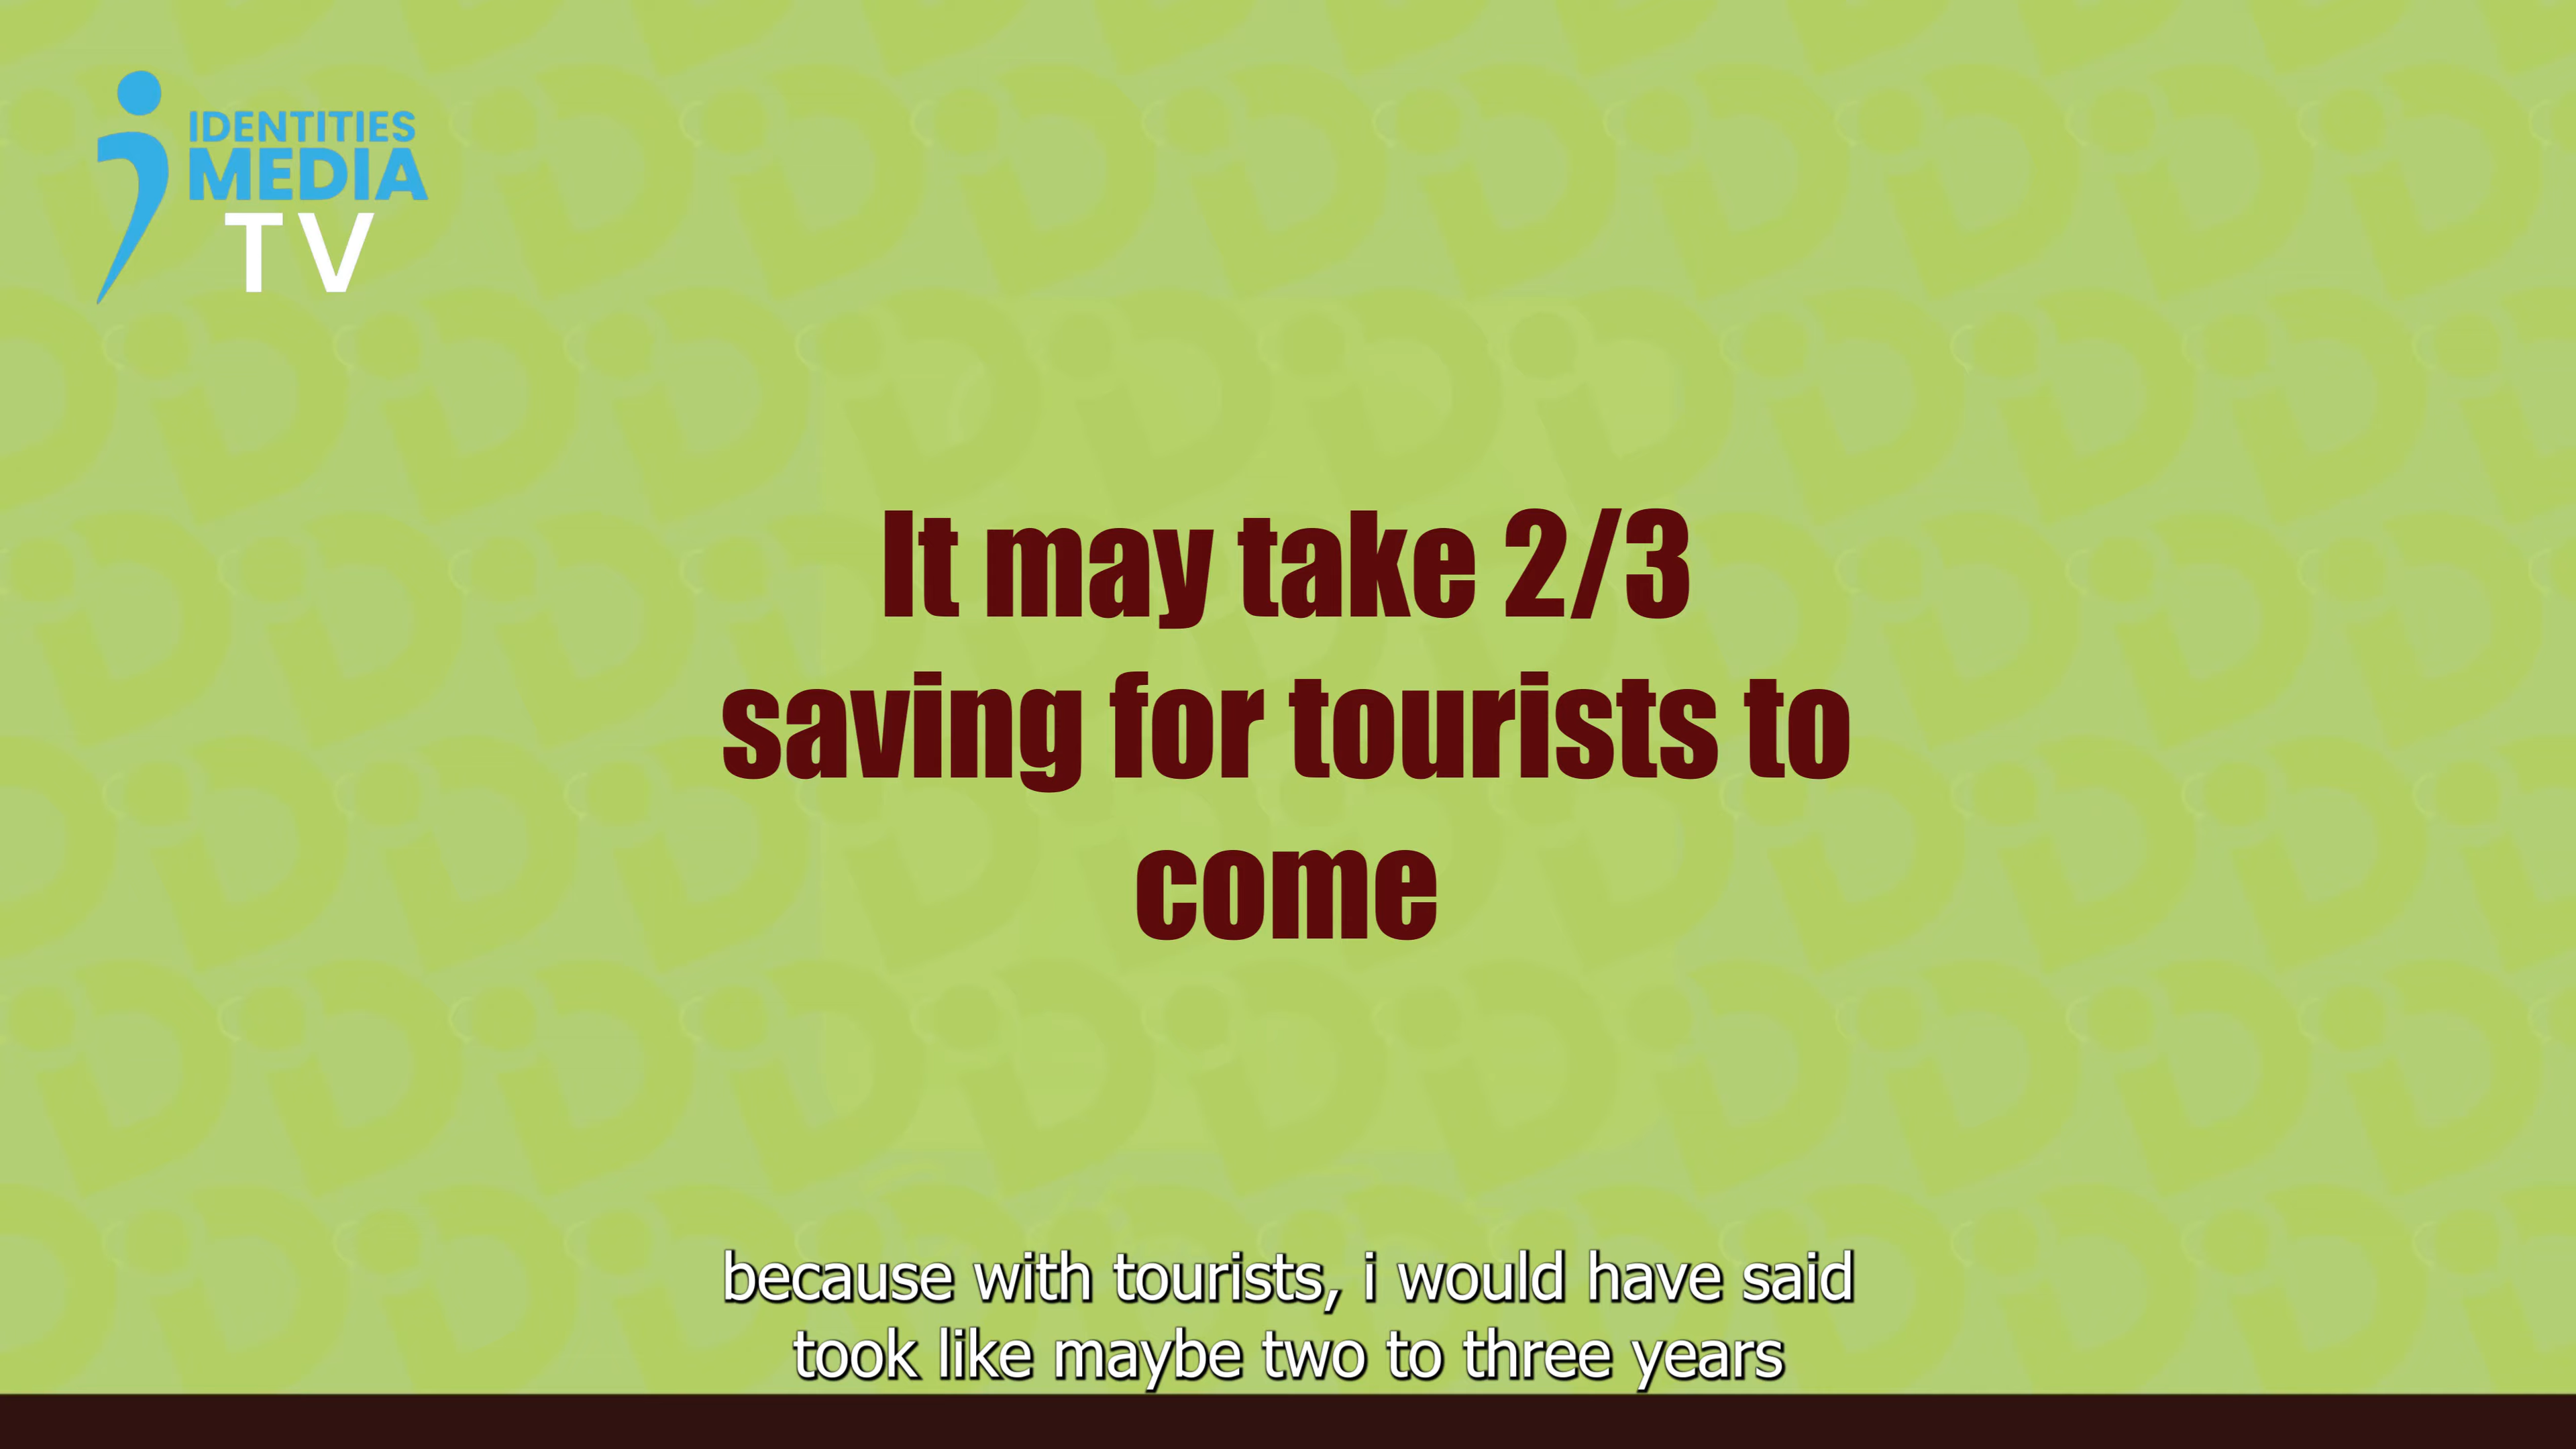 IDENTITIES
MEDIA
TV
It may take 2/3
saving for tourists to
come
because with tourists, i would have said
took like maybe two to three years